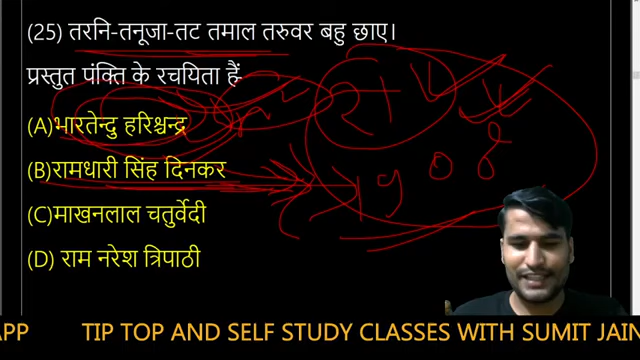 (25) तरनि-तनूजा-तट तमाल तरुवर बहु छाए।
प्रस्तुत पंक्ति के रचयिता हैं
(A)भारतेन्दु हरिश्चन्द्र
(B)रामधारी सिंह दिनकर
(C)माखनलाल चतुर्वेदी
(D) राम नरेश त्रिपाठी
APP TIP TOP AND SELF STUDY CLASSES WITH SUMIT JAIN